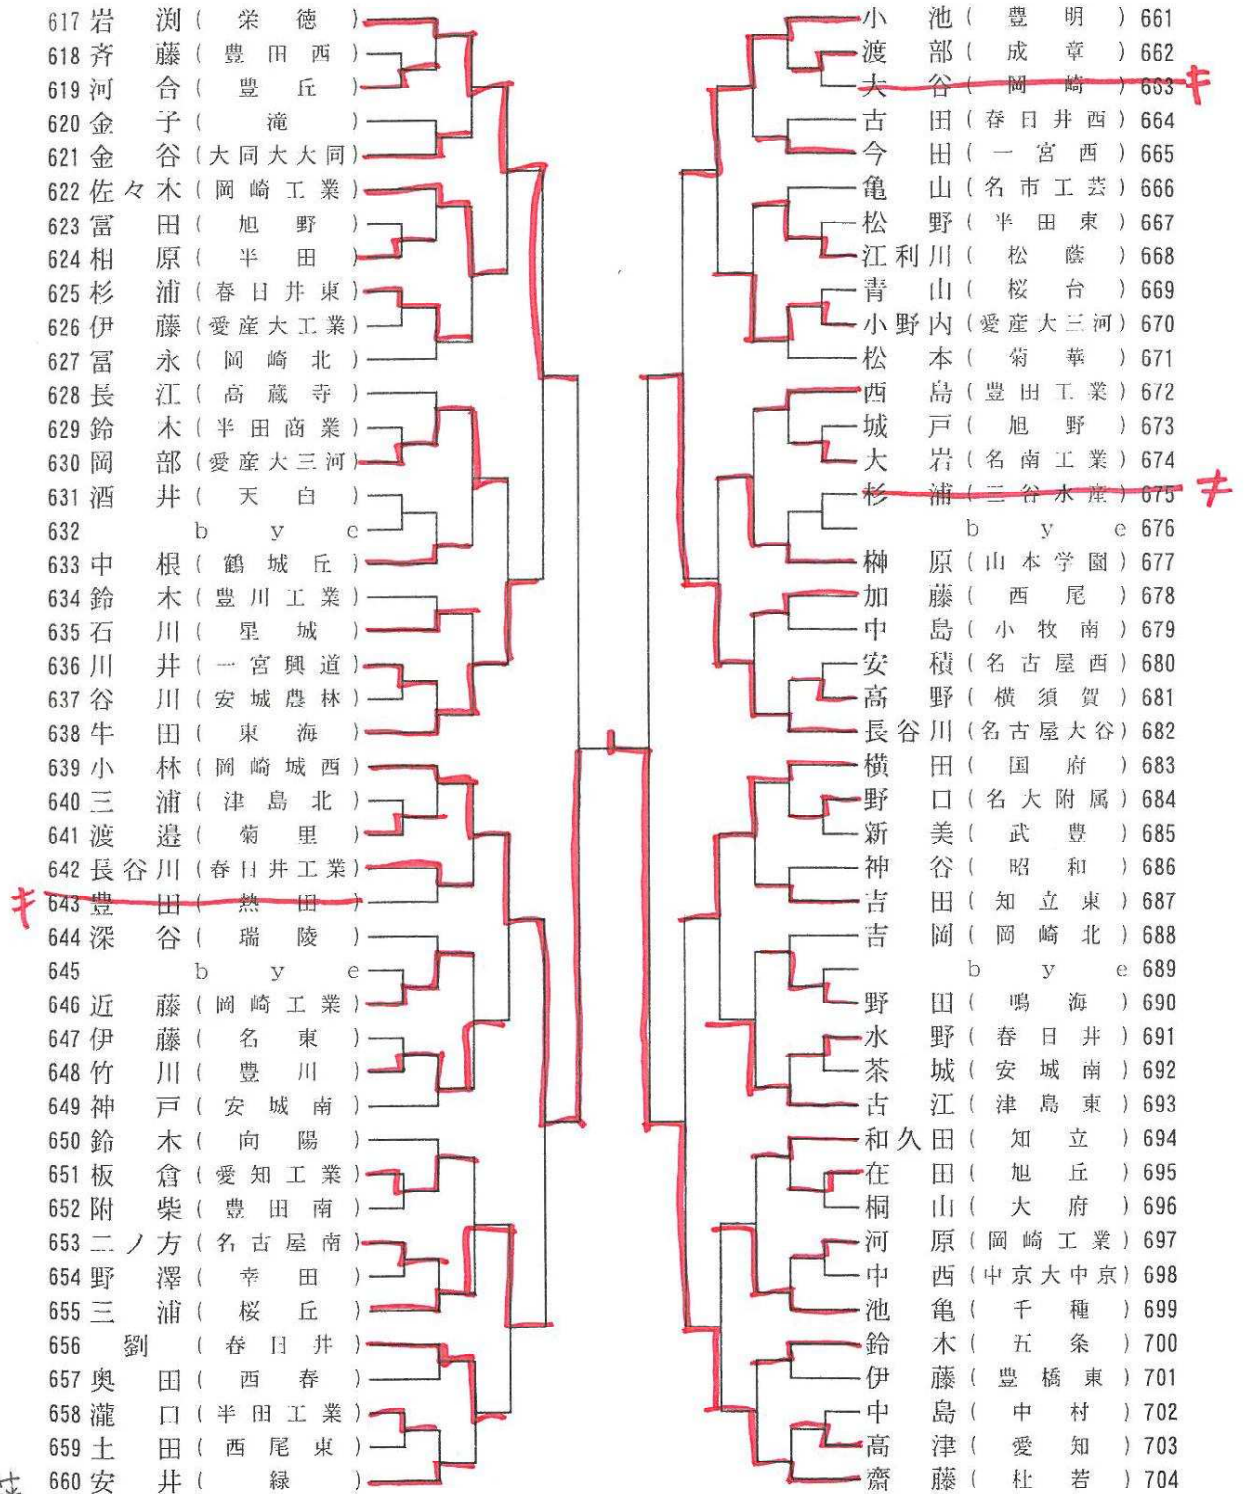 617 岩渕 (栄徳)
618 斉藤 (豊田西)
619 河合 (豊丘)
620 金子 (滝)
621 金谷 (大同大大同)
622 佐々木 (岡崎工業)
623 冨田 (旭野)
624 相原 (半田)
625 杉浦 (春日井東)
626 伊藤 (愛産大工業)
627 冨永 (岡崎北)
628 長江 (高蔵寺)
629 鈴木 (半田商業)
630 岡部 (愛産大三河)
631 酒井 (天白)
632 bye
633 中根 (鶴城丘)
634 鈴木 (豊川工業)
635 石川 (星城)
636 川井 (一宮興道)
637 谷川 (安城農林)
638 牛田 (東海)
639 小林 (岡崎城西)
640 三浦 (津島北)
641 渡邉 (菊里)
642 長谷川 (春日井工業)
キ 643 豊田 (熱田)
644 深谷 (瑞陵)
645 bye
646 近藤 (岡崎工業)
647 伊藤 (名東)
648 竹川 (豊川)
649 神戸 (安城南)
650 鈴木 (向陽)
651 板倉 (愛知工業)
652 附柴 (豊田南)
653 二ノ方 (名古屋南)
654 野澤 (幸田)
655 三浦 (桜丘)
656 劉 (春日井)
657 奥田 (西春)
658 瀧口 (半田工業)
659 土田 (西尾東)
660 安井 (緑)
小池 (豊明) 661
渡部 (成章) 662
大谷 (岡崎) 663 キ
古田 (春日井西) 664
今田 (一宮西) 665
亀山 (名市工芸) 666
松野 (半田東) 667
江利川 (松蔭) 668
青山 (桜台) 669
小野内 (愛産大三河) 670
松本 (菊華) 671
西島 (豊田工業) 672
城戸 (旭野) 673
大岩 (名南工業) 674
杉浦 (三谷水産) 675 キ
bye 676
榊原 (山本学園) 677
加藤 (西尾) 678
中島 (小牧南) 679
安積 (名古屋西) 680
高野 (横須賀) 681
長谷川 (名古屋大谷) 682
横田 (国府) 683
野口 (名大附属) 684
新美 (武豊) 685
神谷 (昭和) 686
吉田 (知立東) 687
吉岡 (岡崎北) 688
bye 689
野田 (鳴海) 690
水野 (春日井) 691
茶城 (安城南) 692
古江 (津島東) 693
和久田 (知立) 694
在田 (旭丘) 695
桐山 (大府) 696
河原 (岡崎工業) 697
中西 (中京大中京) 698
池亀 (千種) 699
鈴木 (五条) 700
伊藤 (豊橋東) 701
中島 (中村) 702
高津 (愛知) 703
齋藤 (杜若) 704